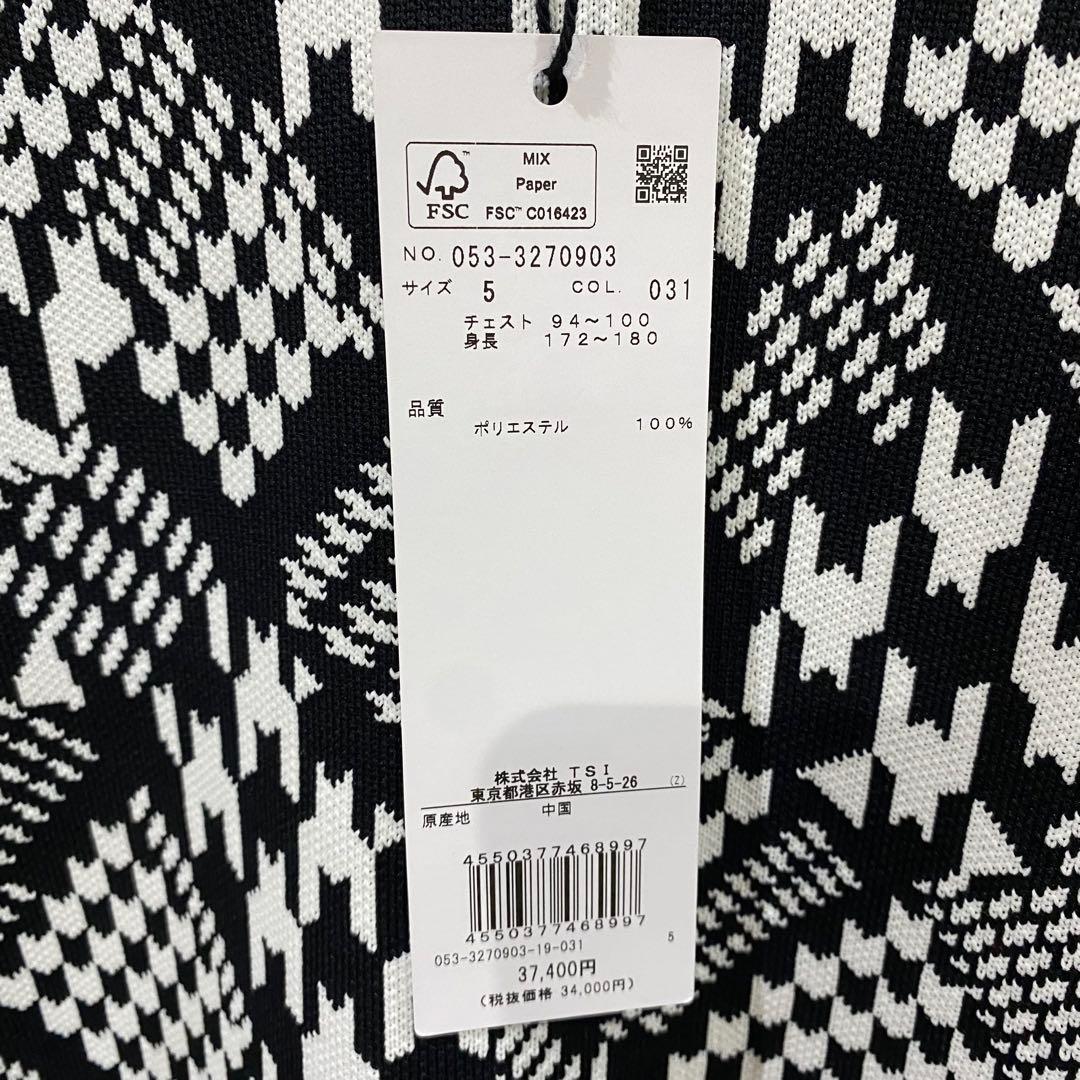 MIX
Paper
FSC™ C016423
FSC
NO. 053-3270903
サイズ 5 COL. 031
チェスト 94～100
身長 172～180
品質
ポリエステル 100%
株式会社 TSI
東京都港区赤坂 8-5-26 (2)
原産地 中国
4550377468997
4550377468997
053-3270903-19-031 5
37,400円
(税抜価格 34,000円)